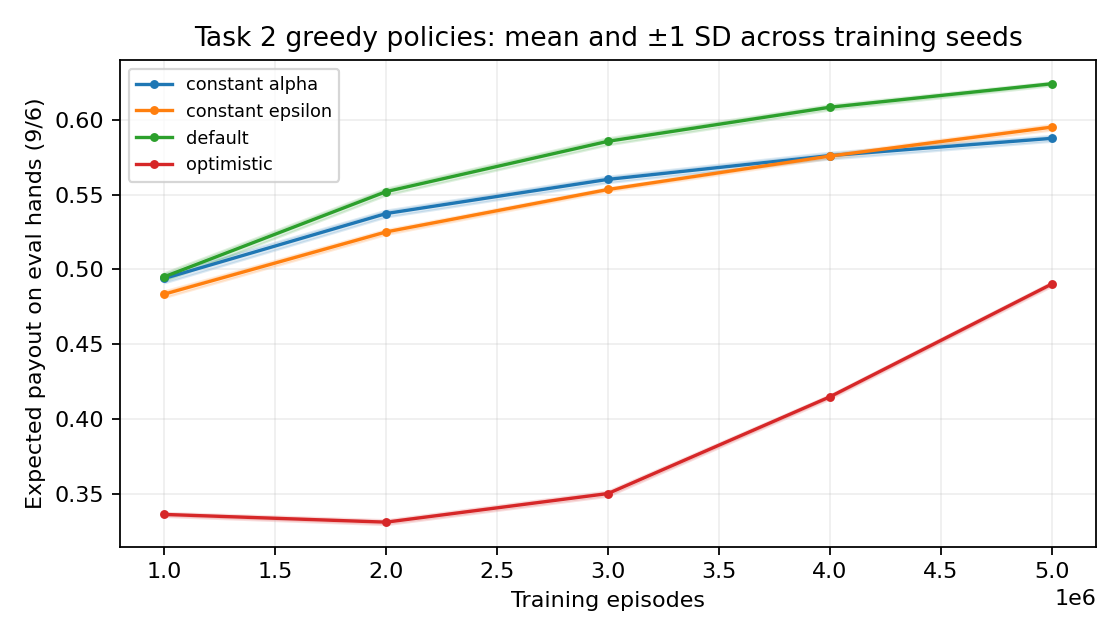 Task 2 greedy policies: mean and ±1 SD across training seeds
constant alpha
constant epsilon
default
optimistic
Expected payout on eval hands (9/6)
0.60
0.55
0.50
0.45
0.40
0.35
1.0 1.5 2.0 2.5 3.0 3.5 4.0 4.5 5.0
1e6
Training episodes